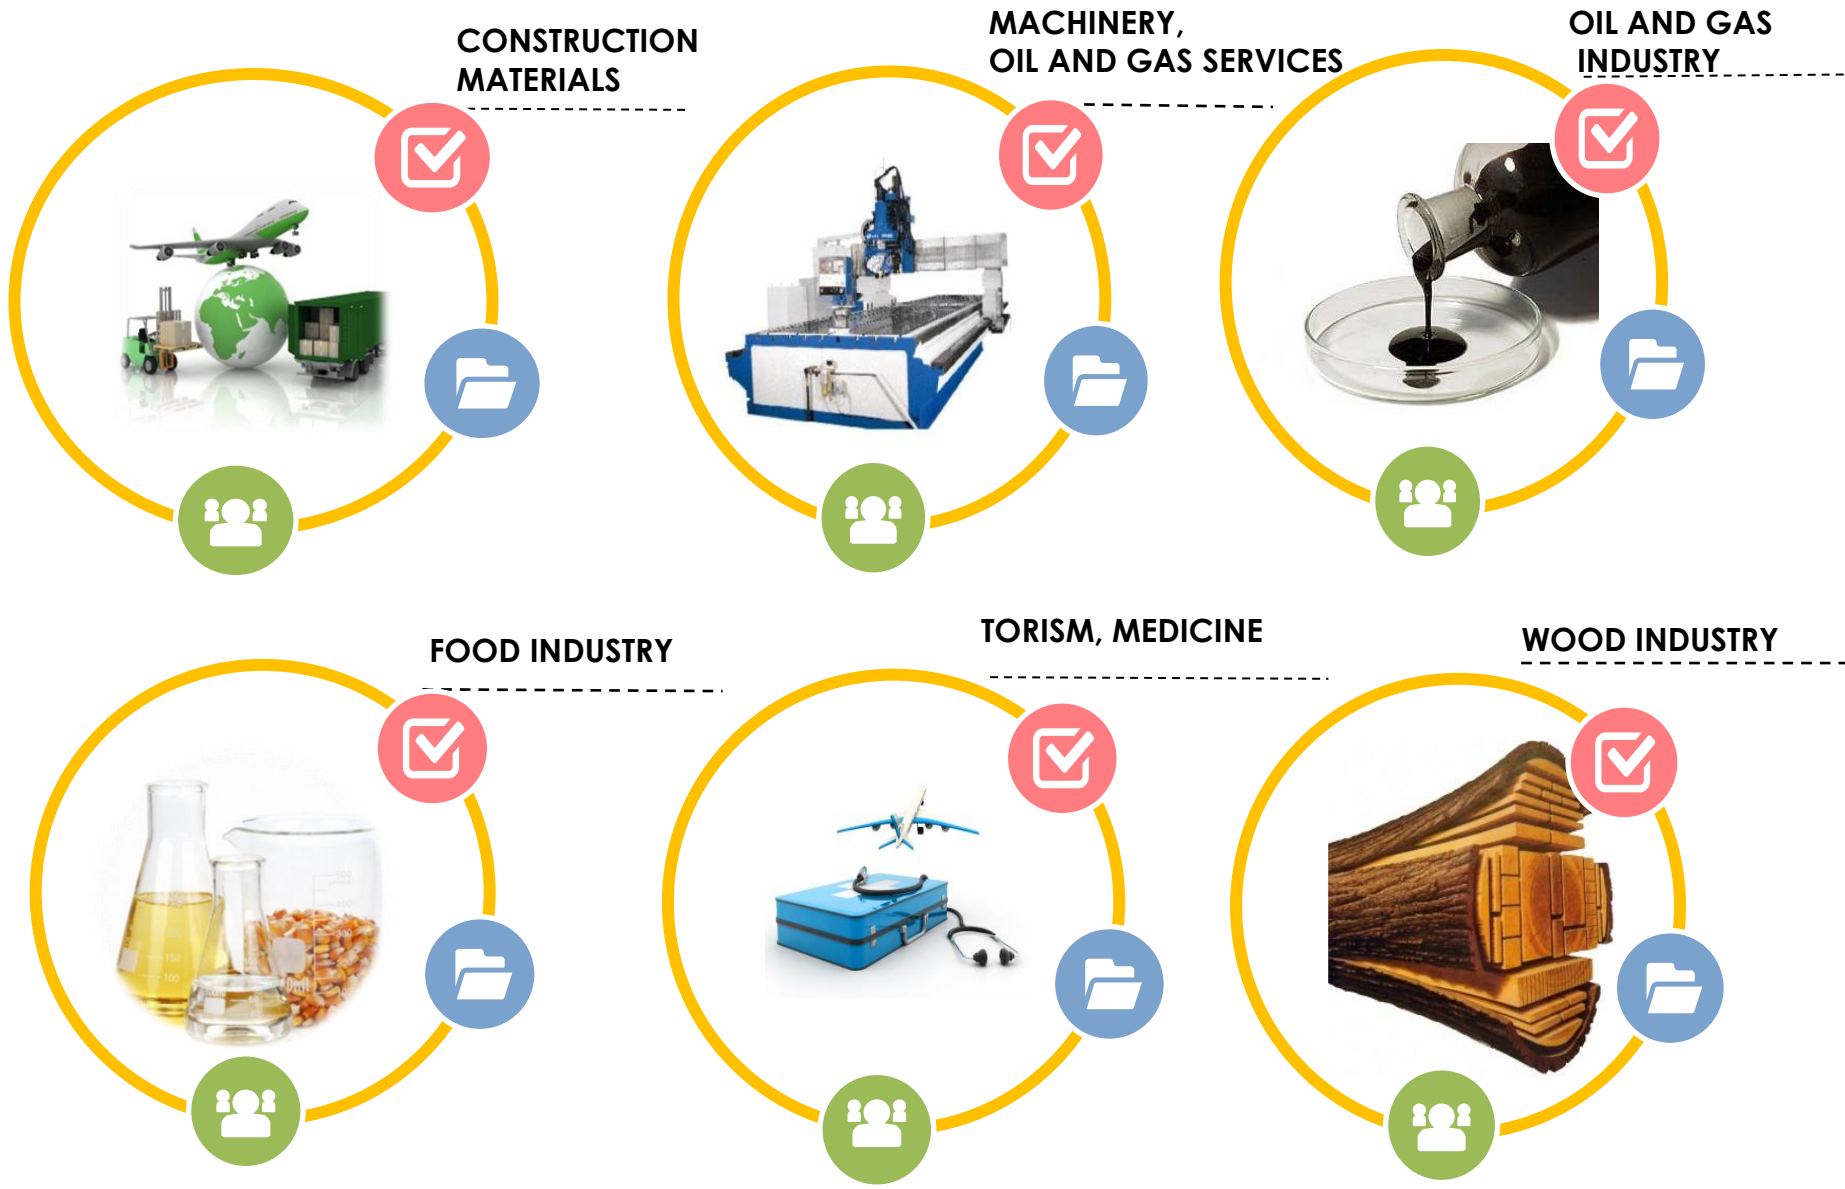 CONSTRUCTION
MATERIALS
MACHINERY,
OIL AND GAS SERVICES
OIL AND GAS
INDUSTRY
FOOD INDUSTRY
TORISM, MEDICINE
WOOD INDUSTRY